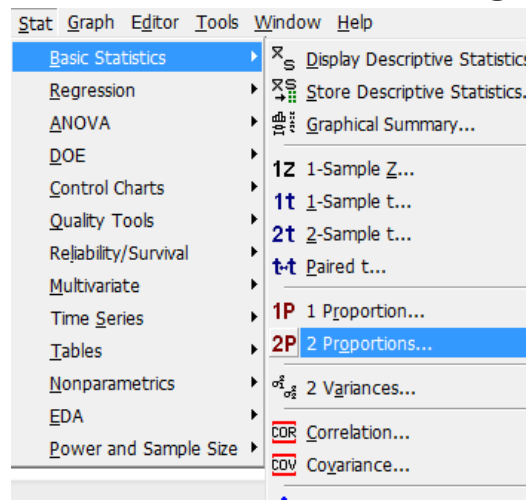 Stat Graph Editor Tools Window Help
Basic Statistics
Regression
ANOVA
DOE
Control Charts
Quality Tools
Reliability/Survival
Multivariate
Time Series
Tables
Nonparametrics
EDA
Power and Sample Size
x̄s Display Descriptive Statistics
x̄s Store Descriptive Statistics.
Graphical Summary...
1Z 1-Sample Z...
1t 1-Sample t...
2t 2-Sample t...
t-t Paired t...
1P 1 Proportion...
2P 2 Proportions...
σ²₁ σ²₂ 2 Variances...
COR Correlation...
COV Covariance...